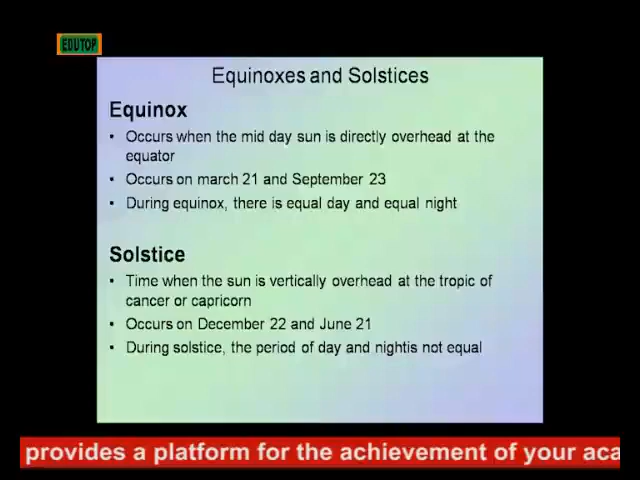 EDUTOP
Equinoxes and Solstices
Equinox
• Occurs when the mid day sun is directly overhead at the
equator
• Occurs on march 21 and September 23
• During equinox, there is equal day and equal night
Solstice
• Time when the sun is vertically overhead at the tropic of
cancer or capricorn
• Occurs on December 22 and June 21
• During solstice, the period of day and nightis not equal
provides a platform for the achievement of your aca